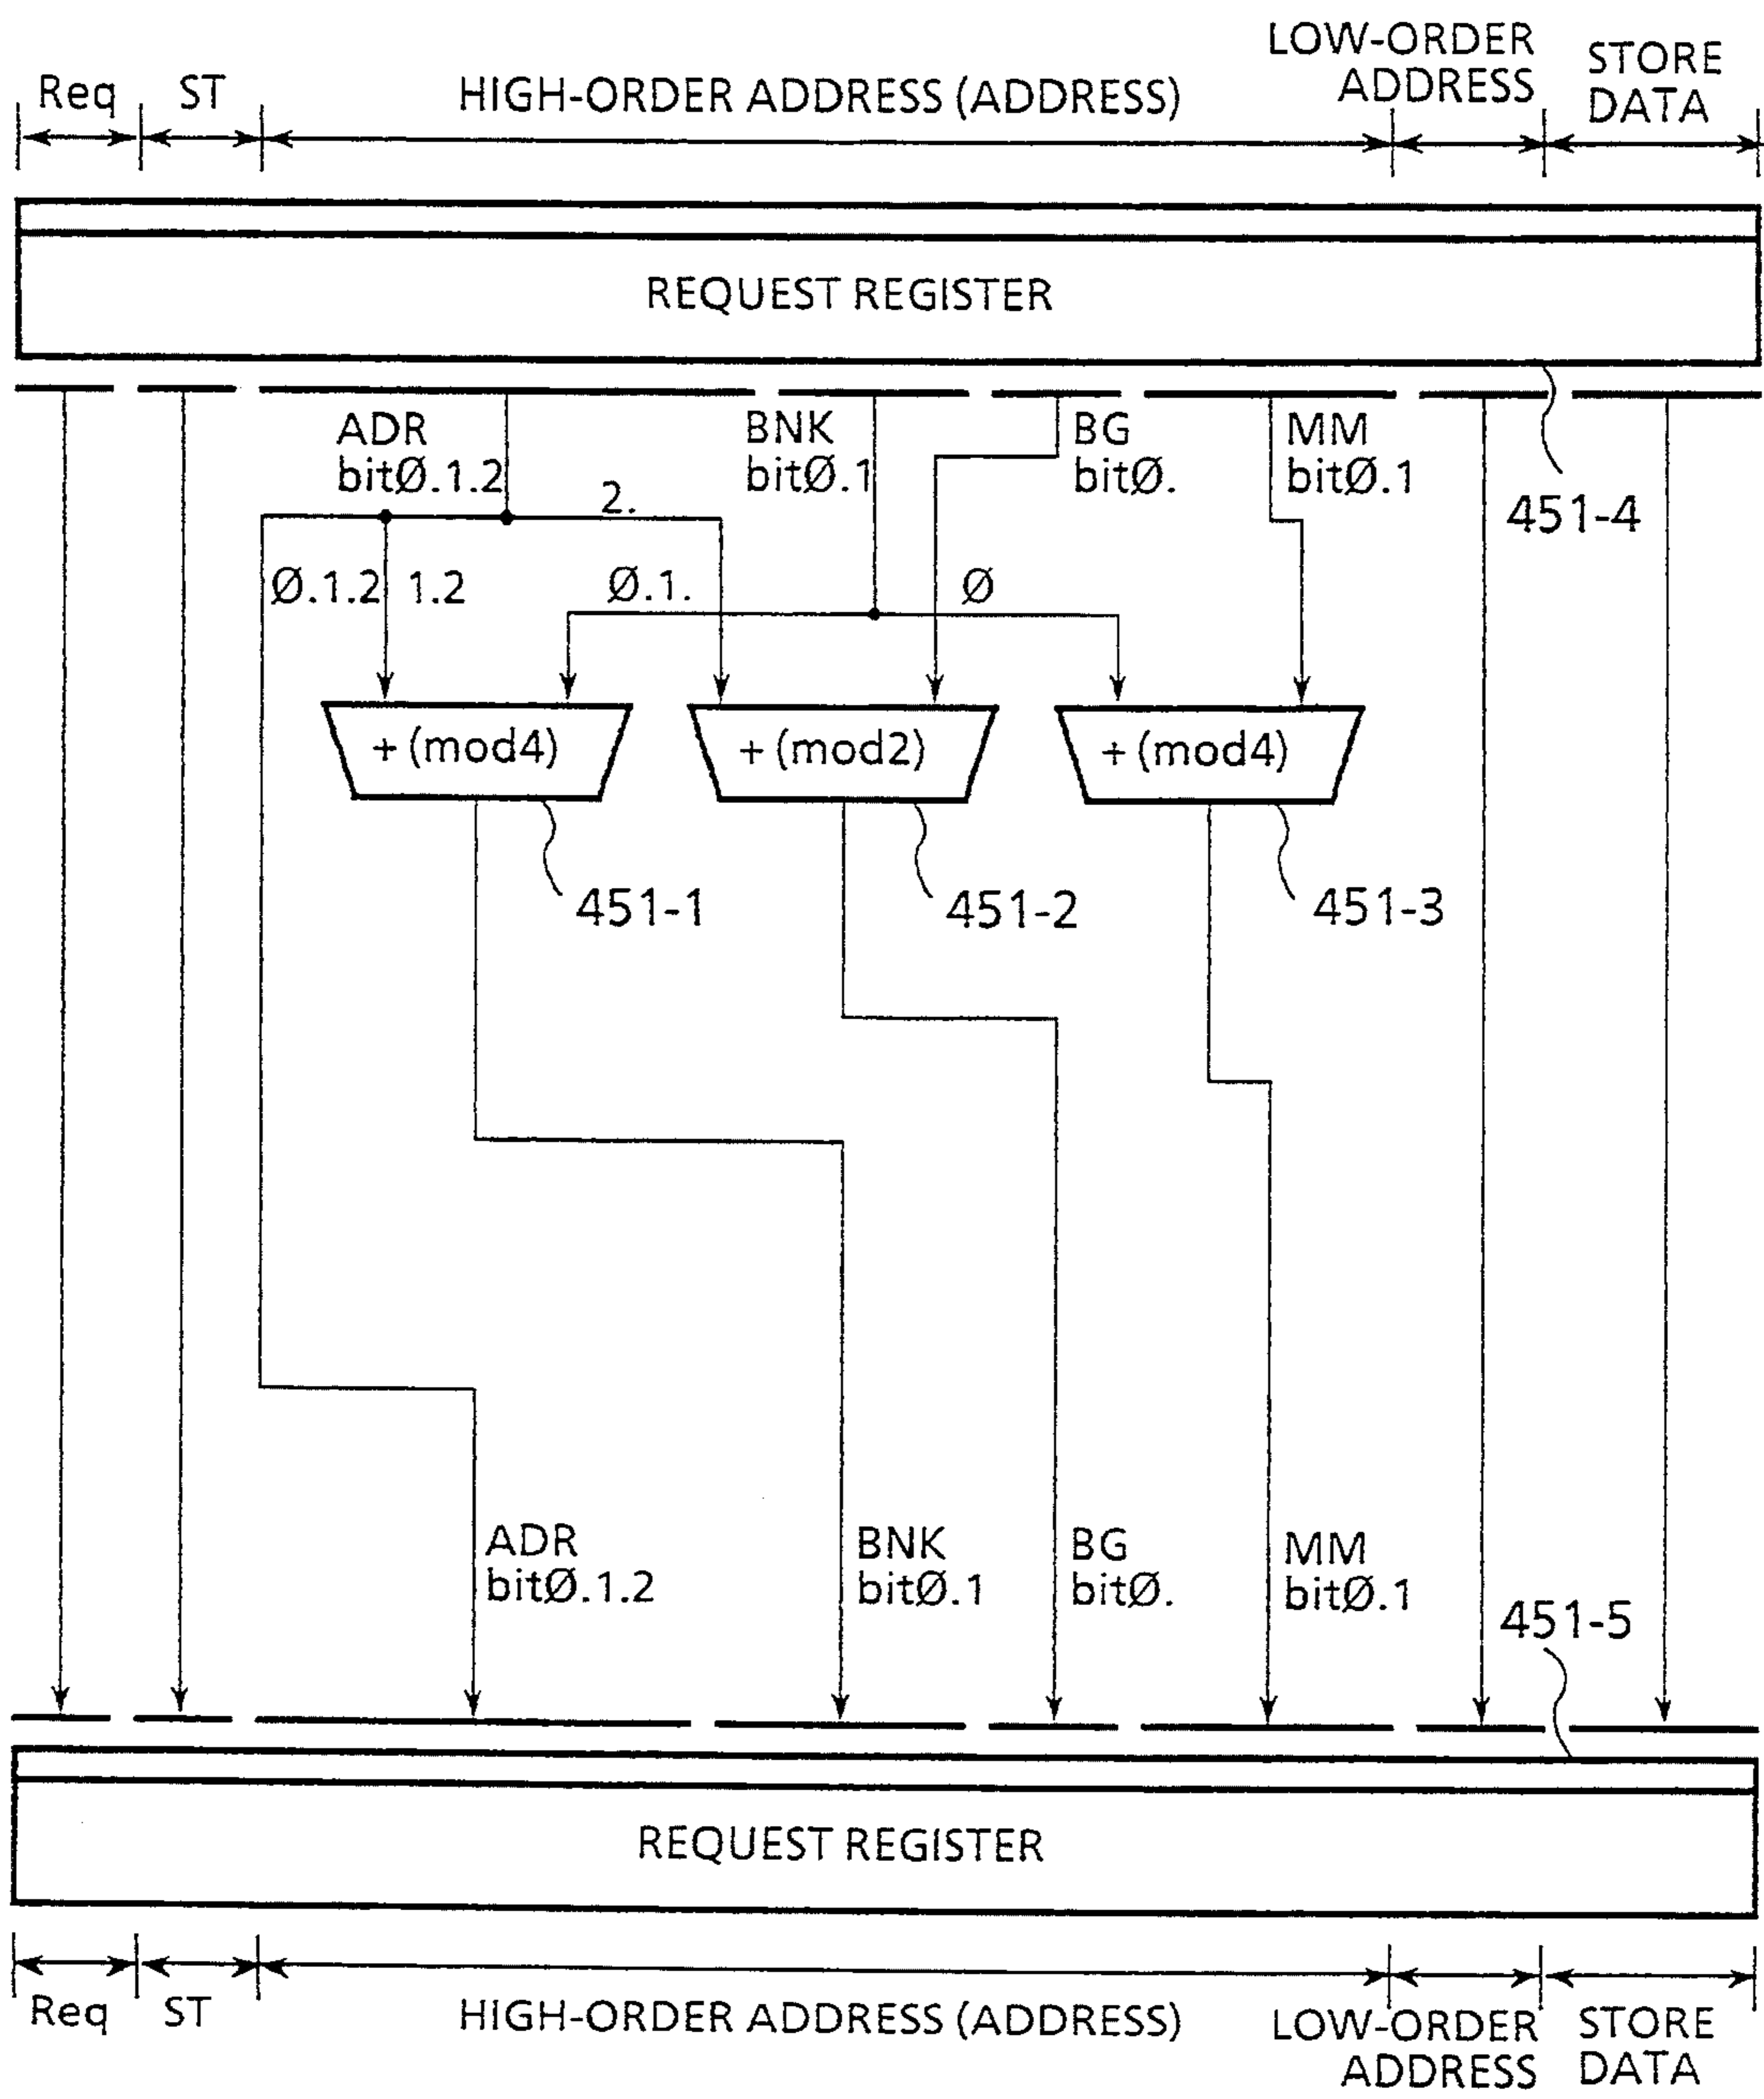 LOW-ORDER
ADDRESS
STORE
DATA
Req
ST
HIGH-ORDER ADDRESS (ADDRESS)
REQUEST REGISTER
ADR
bitØ.1.2
BNK
bitØ.1
BG
bitØ.
MM
bitØ.1
451-4
2.
Ø.1.2
1.2
Ø.1.
Ø
+ (mod4)
+ (mod2)
+ (mod4)
451-1
451-2
451-3
ADR
bitØ.1.2
BNK
bitØ.1
BG
bitØ.
MM
bitØ.1
451-5
REQUEST REGISTER
Req
ST
HIGH-ORDER ADDRESS (ADDRESS)
LOW-ORDER
ADDRESS
STORE
DATA